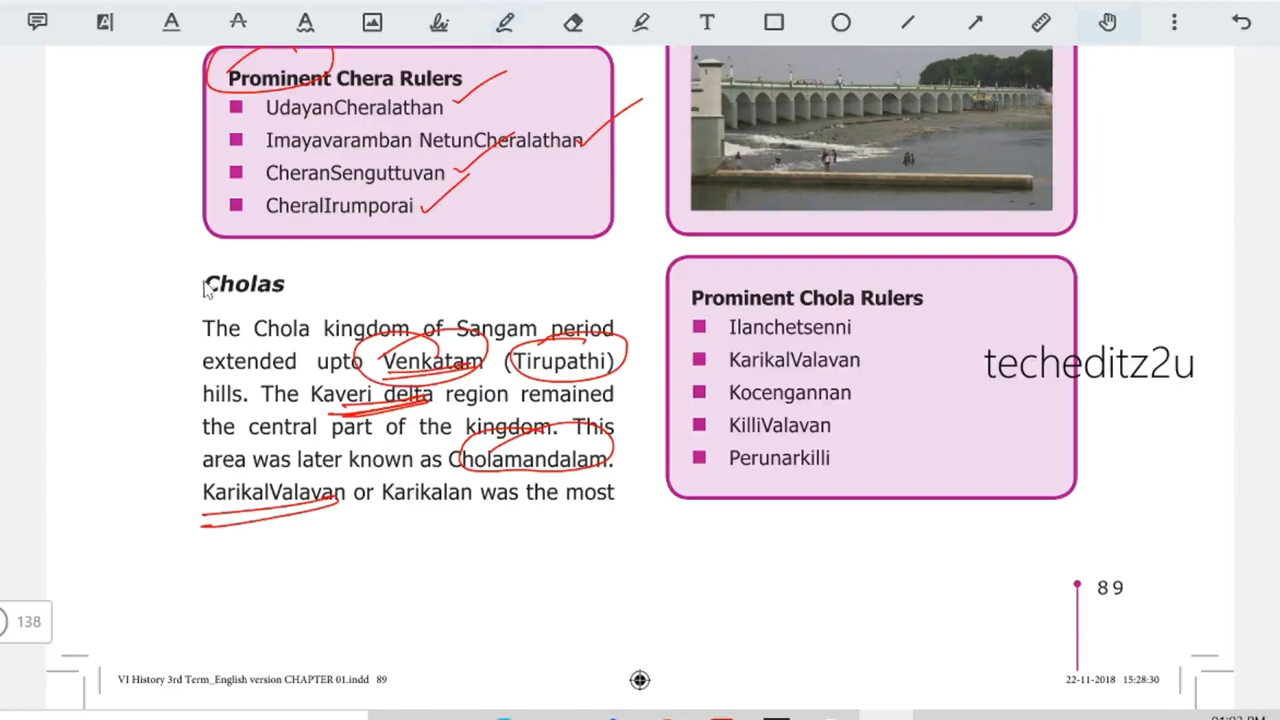 Prominent Chera Rulers
UdayanCheralathan
Imayavaramban NetunCheralathan
CheranSenguttuvan
CheralIrumporai
Cholas
The Chola kingdom of Sangam period
extended upto Venkatam (Tirupathi)
hills. The Kaveri delta region remained
the central part of the kingdom. This
area was later known as Cholamandalam.
KarikalValavan or Karikalan was the most
Prominent Chola Rulers
Ilanchetsenni
KarikalValavan
Kocengannan
KilliValavan
Perunarkilli
techeditz2u
89
138
VI History 3rd Term_English version CHAPTER 01.indd 89
22-11-2018 15:28:30